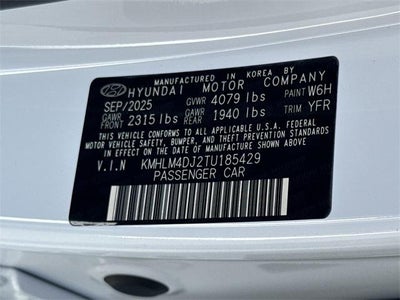 MANUFACTURED IN KOREA BY
HYUNDAI MOTOR COMPANY
SEP/2025 GVWR 4079 lbs PAINT W6H
GAWR FRONT 2315 lbs GAWR REAR 1940 lbs TRIM YFR
THIS VEHICLE CONFORMS TO ALL APPLICABLE U.S.A. FEDERAL
MOTOR VEHICLE SAFETY, BUMPER, AND THEFT PREVENTION
STANDARDS IN EFFECT ON THE DATE OF MANUFACTURE SHOWN ABOVE.
V.I.N KMHLM4DJ2TU185429
PASSENGER CAR